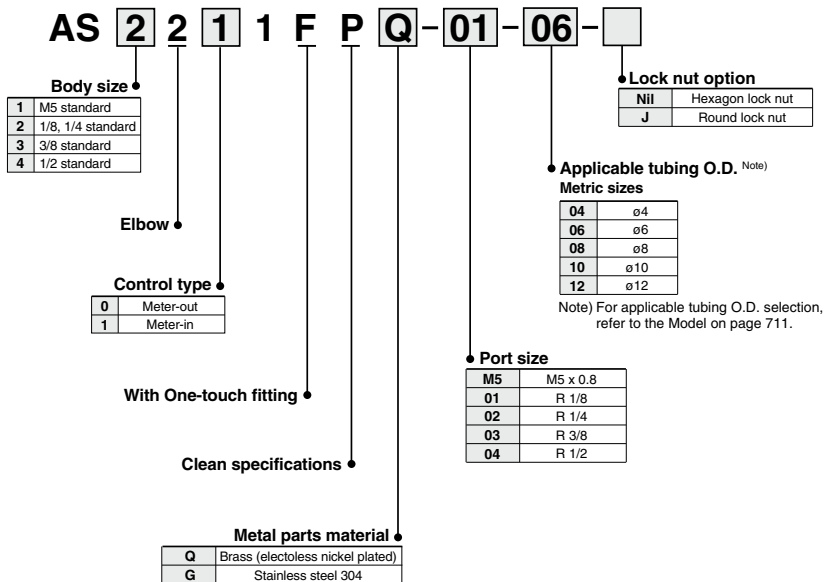 AS 2 2 1 1 F P Q - 01 - 06 -
Body size
1 M5 standard
2 1/8, 1/4 standard
3 3/8 standard
4 1/2 standard
Elbow
Control type
0 Meter-out
1 Meter-in
With One-touch fitting
Clean specifications
Metal parts material
Q Brass (electoless nickel plated)
G Stainless steel 304
Lock nut option
Nil Hexagon lock nut
J Round lock nut
Applicable tubing O.D. Note)
Metric sizes
04 ø4
06 ø6
08 ø8
10 ø10
12 ø12
Note) For applicable tubing O.D. selection,
refer to the Model on page 711.
Port size
M5 M5 x 0.8
01 R 1/8
02 R 1/4
03 R 3/8
04 R 1/2